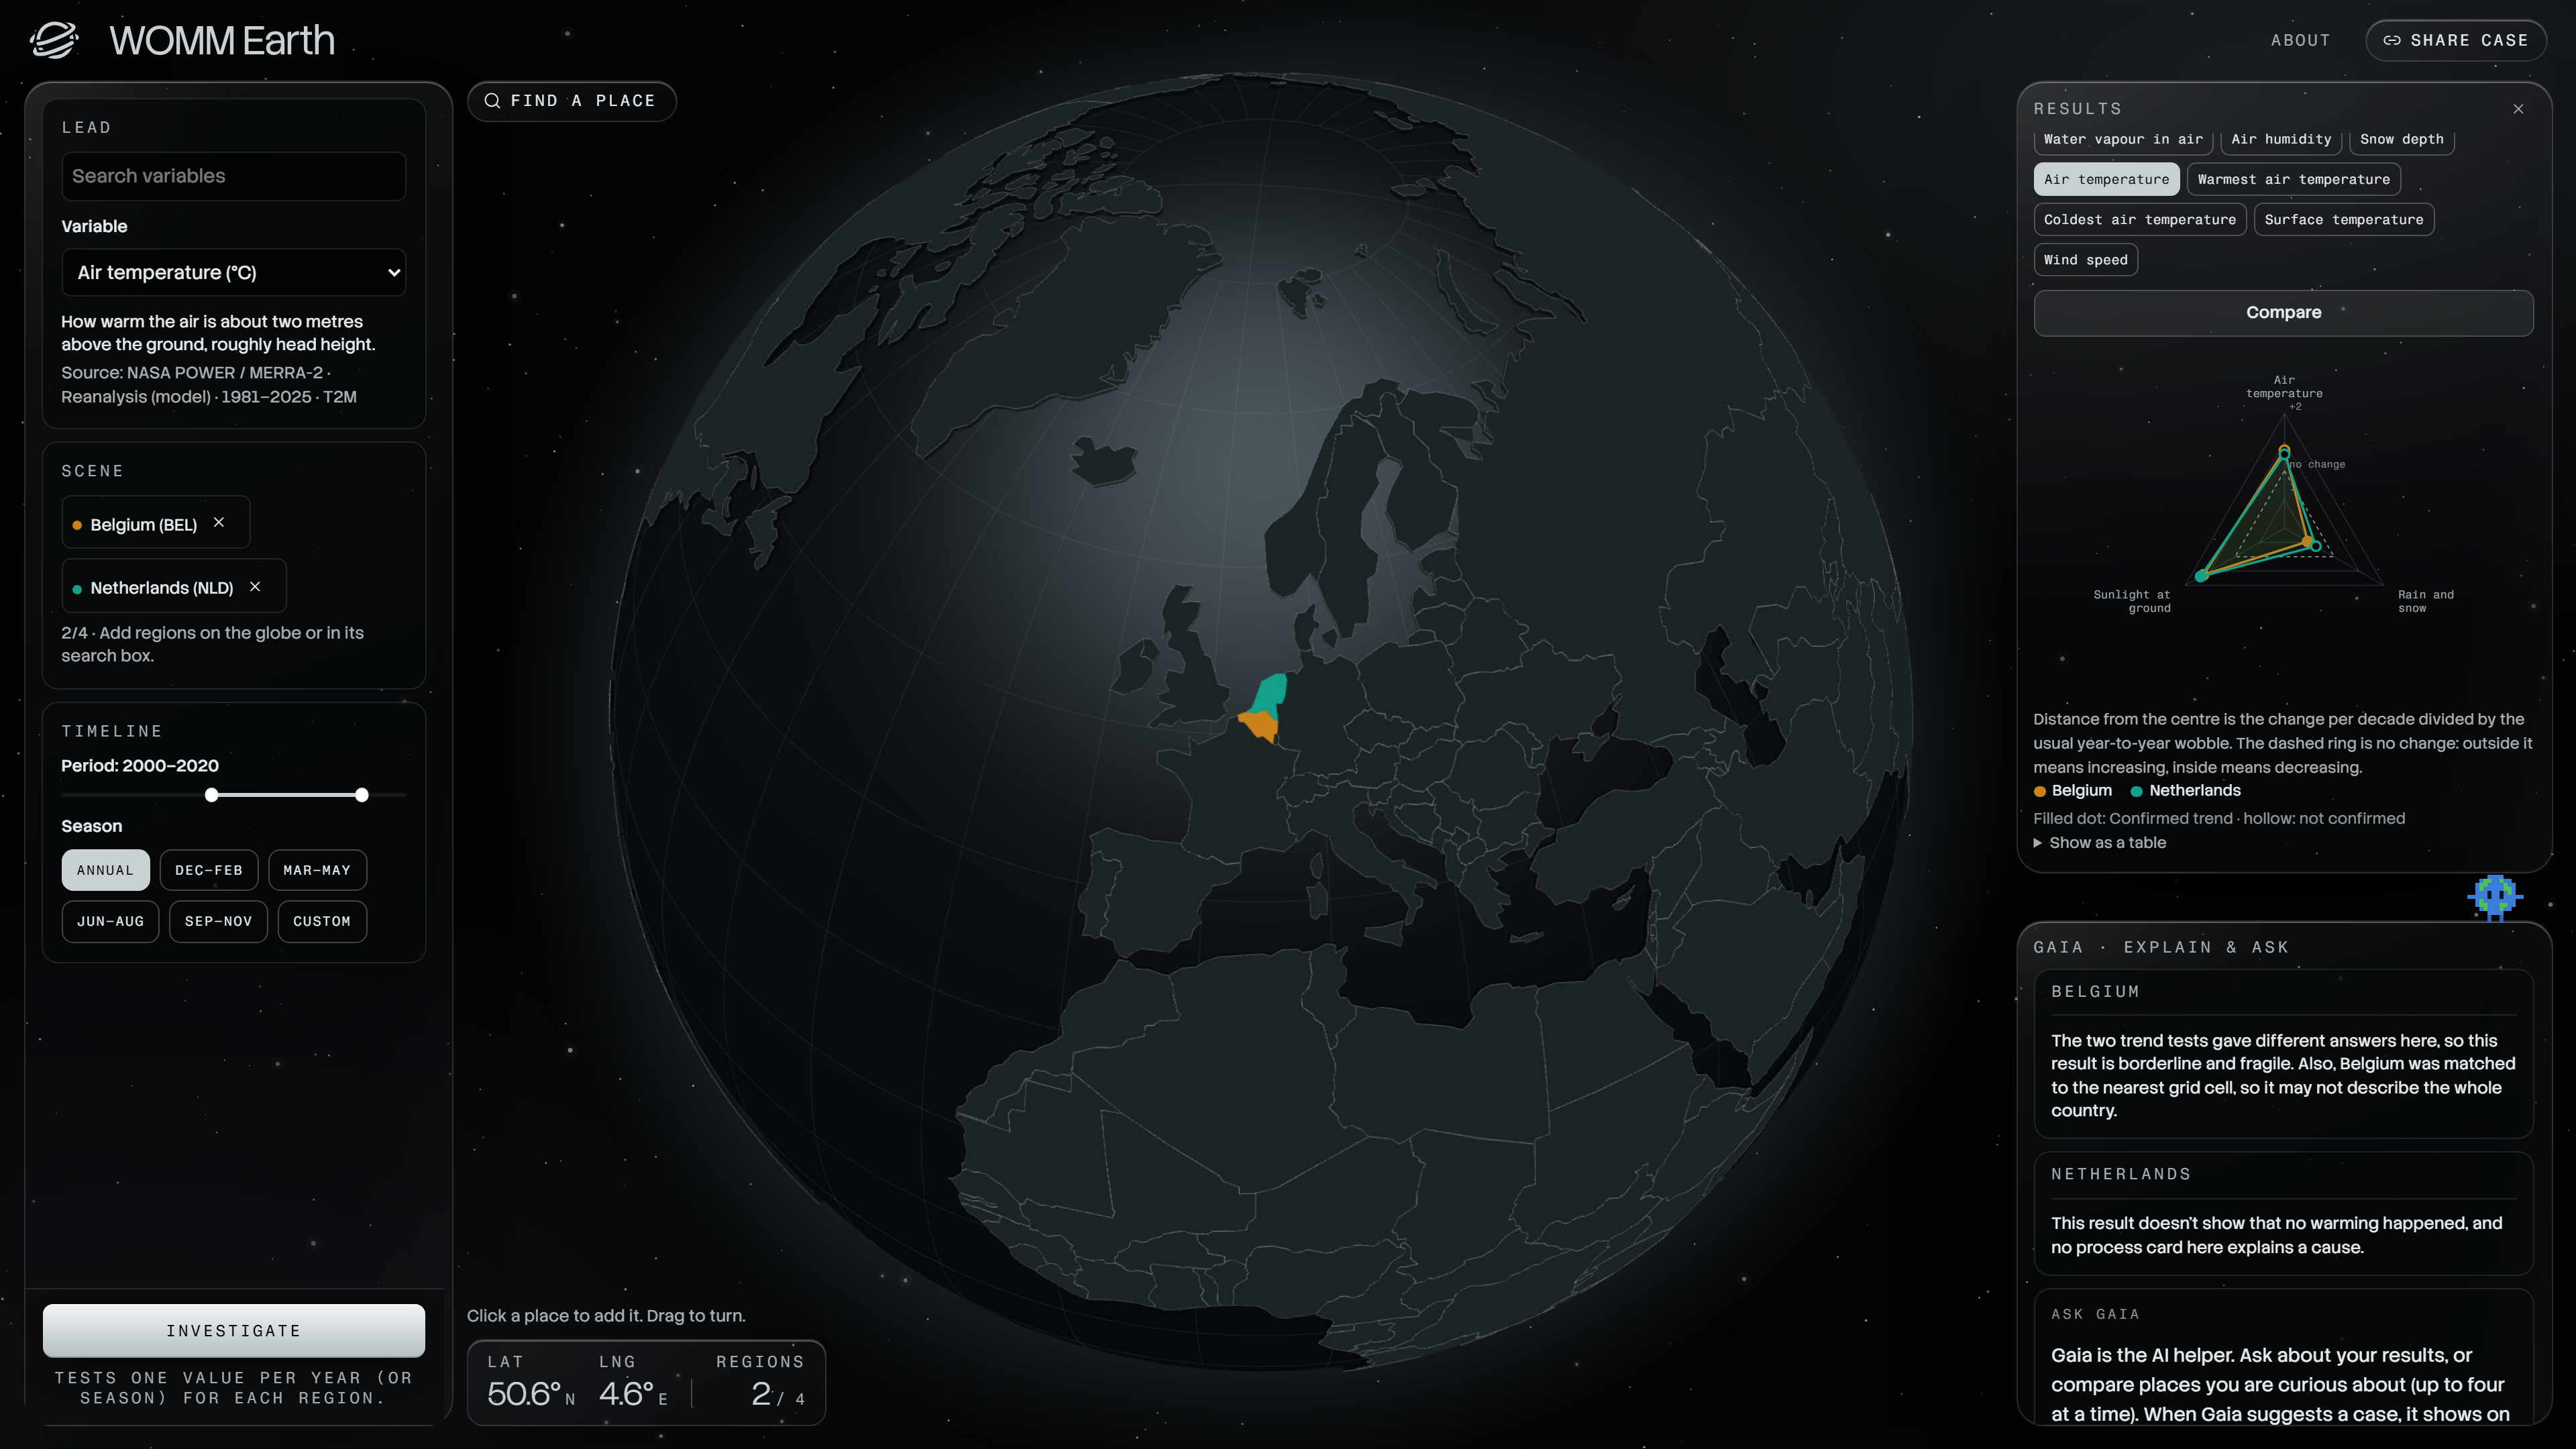 WOMM Earth
ABOUT
SHARE CASE
LEAD
Search variables
Variable
Air temperature (°C)
How warm the air is about two metres
above the ground, roughly head height.
Source: NASA POWER / MERRA-2 ·
Reanalysis (model) · 1981–2025 · T2M
SCENE
Belgium (BEL) ×
Netherlands (NLD) ×
2/4 · Add regions on the globe or in its
search box.
TIMELINE
Period: 2000–2020
Season
ANNUAL DEC–FEB MAR–MAY
JUN–AUG SEP–NOV CUSTOM
INVESTIGATE
TESTS ONE VALUE PER YEAR (OR
SEASON) FOR EACH REGION.
FIND A PLACE
Click a place to add it. Drag to turn.
LAT LNG REGIONS
50.6° N 4.6° E 2 / 4
RESULTS ×
Water vapour in air Air humidity Snow depth
Air temperature Warmest air temperature
Coldest air temperature Surface temperature
Wind speed
Compare
Air
temperature
+2
no change
Sunlight at
ground
Rain and
snow
Distance from the centre is the change per decade divided by the
usual year-to-year wobble. The dashed ring is no change: outside it
means increasing, inside means decreasing.
Belgium Netherlands
Filled dot: Confirmed trend · hollow: not confirmed
Show as a table
GAIA · EXPLAIN & ASK
BELGIUM
The two trend tests gave different answers here, so this
result is borderline and fragile. Also, Belgium was matched
to the nearest grid cell, so it may not describe the whole
country.
NETHERLANDS
This result doesn't show that no warming happened, and
no process card here explains a cause.
ASK GAIA
Gaia is the AI helper. Ask about your results, or
compare places you are curious about (up to four
at a time). When Gaia suggests a case, it shows on